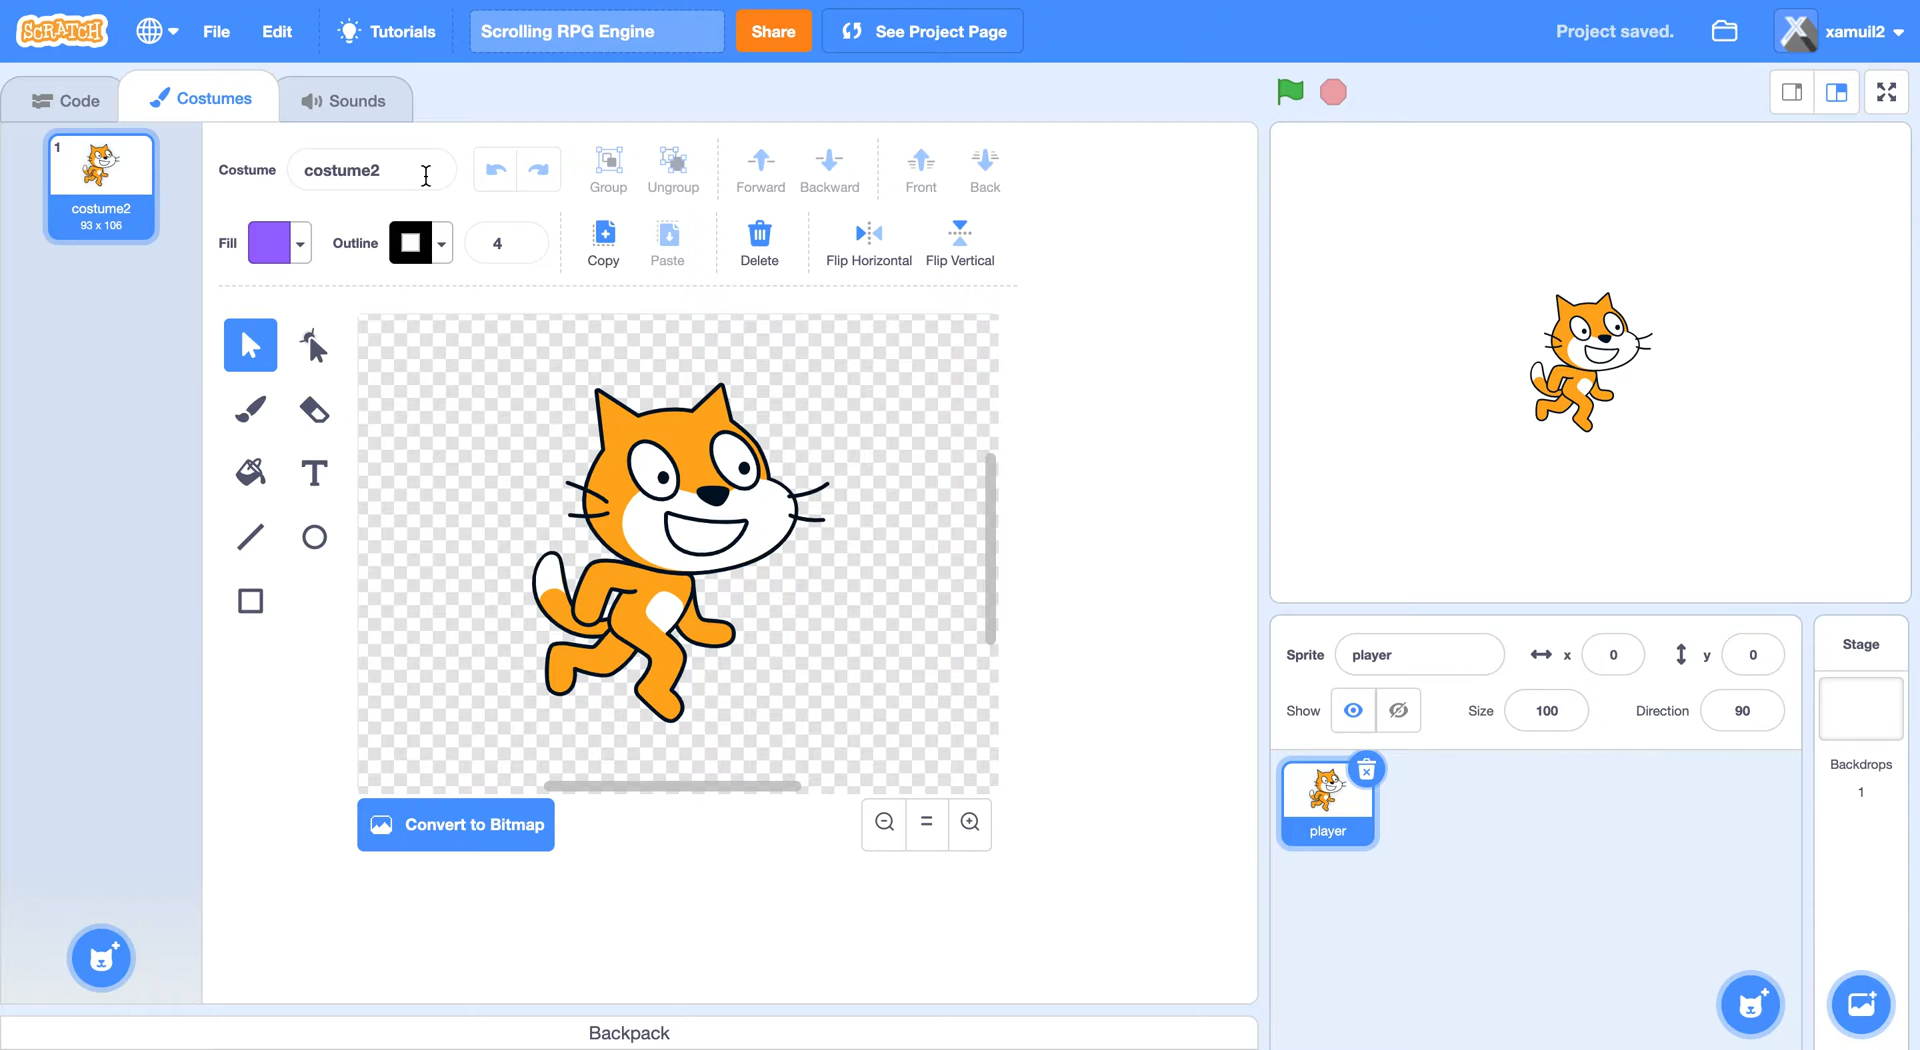 SCRATCH
File
Edit
Tutorials
Scrolling RPG Engine
Share
See Project Page
Project saved.
xamuil2
Code
Costumes
Sounds
1
costume2
93 x 106
Costume
costume2
Group
Ungroup
Forward
Backward
Front
Back
Fill
Outline
4
Copy
Paste
Delete
Flip Horizontal
Flip Vertical
T
Convert to Bitmap
Backpack
Sprite
player
x
0
y
0
Show
Size
100
Direction
90
player
Stage
Backdrops
1